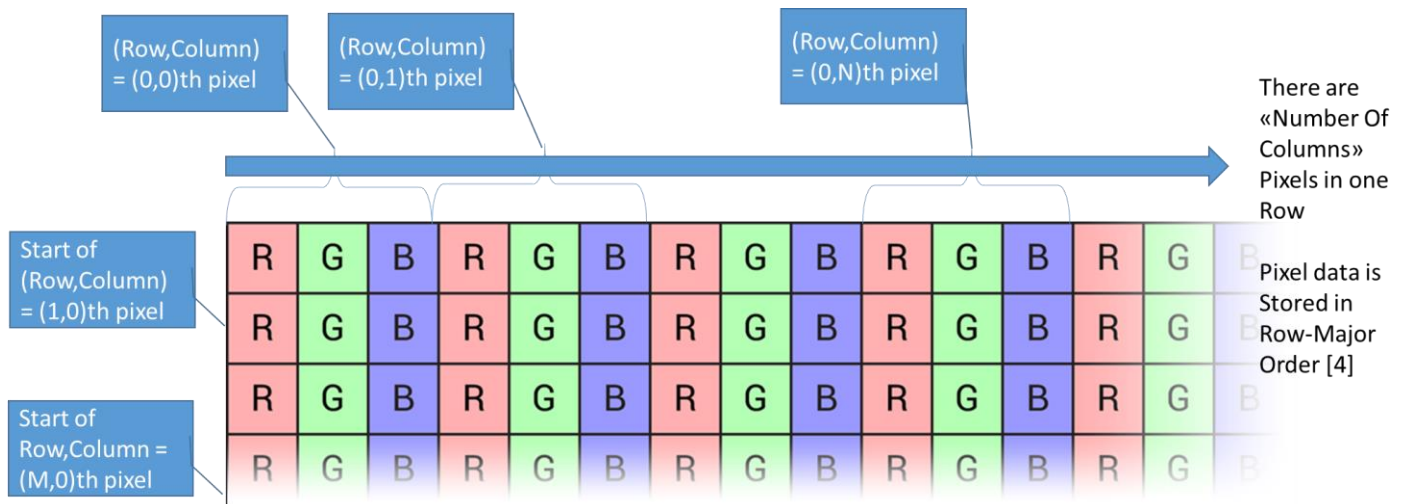 (Row,Column)
= (0,0)th pixel
(Row,Column)
= (0,1)th pixel
(Row,Column)
= (0,N)th pixel
There are
«Number Of
Columns»
Pixels in one
Row
Pixel data is
Stored in
Row-Major
Order [4]
Start of
(Row,Column)
= (1,0)th pixel
Start of
Row,Column =
(M,0)th pixel
R G B R G B R G B R G B R G B
R G B R G B R G B R G B R G B
R G B R G B R G B R G B R G B
R G B R G B R G B R G B R G